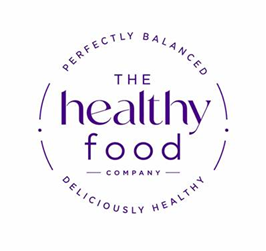 PERFECTLY BALANCED
THE
healthy
food
COMPANY
DELICIOUSLY HEALTHY